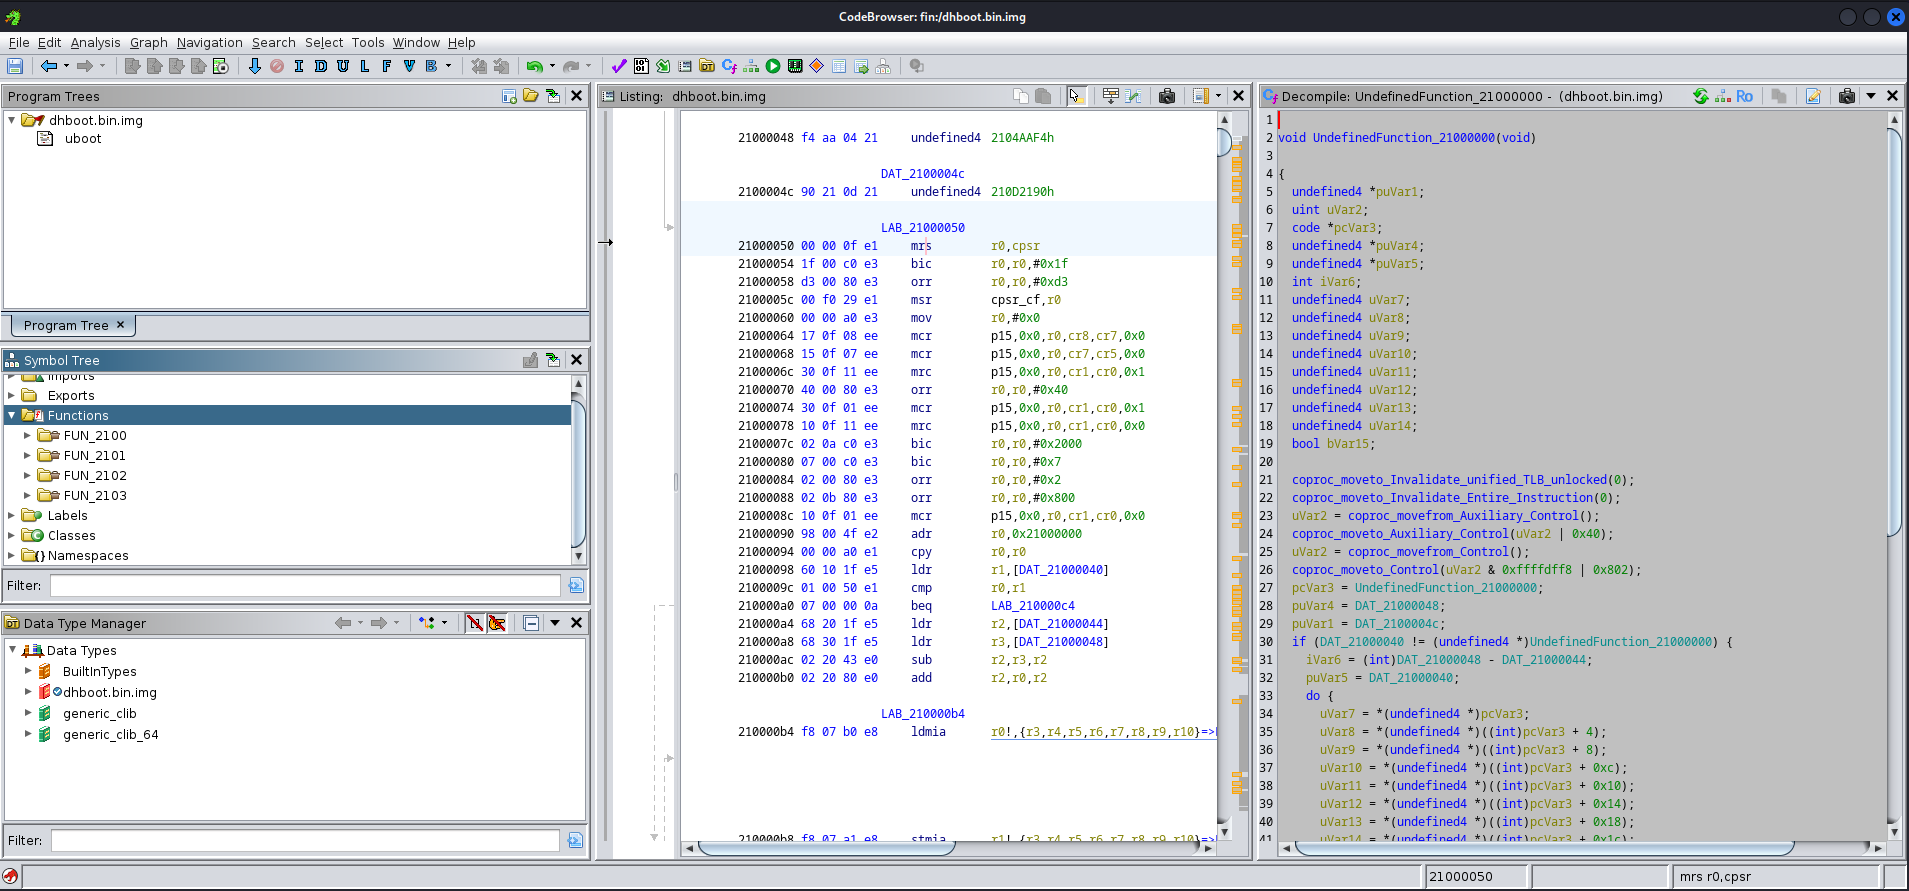 CodeBrowser: fin:/dhboot.bin.img
File Edit Analysis Graph Navigation Search Select Tools Window Help
I D U L F V B
Program Trees
dhboot.bin.img
uboot
Program Tree
Symbol Tree
Imports
Exports
Functions
FUN_2100
FUN_2101
FUN_2102
FUN_2103
Labels
Classes
Namespaces
Filter:
Data Type Manager
Data Types
BuiltInTypes
dhboot.bin.img
generic_clib
generic_clib_64
Filter:
Listing: dhboot.bin.img
21000048 f4 aa 04 21 undefined4 2104AAF4h
DAT_2100004c
2100004c 90 21 0d 21 undefined4 210D2190h
LAB_21000050
21000050 00 00 0f e1 mrs r0,cpsr
21000054 1f 00 c0 e3 bic r0,r0,#0x1f
21000058 d3 00 80 e3 orr r0,r0,#0xd3
2100005c 00 f0 29 e1 msr cpsr_cf,r0
21000060 00 00 a0 e3 mov r0,#0x0
21000064 17 0f 08 ee mcr p15,0x0,r0,cr8,cr7,0x0
21000068 15 0f 07 ee mcr p15,0x0,r0,cr7,cr5,0x0
2100006c 30 0f 11 ee mrc p15,0x0,r0,cr1,cr0,0x1
21000070 40 00 80 e3 orr r0,r0,#0x40
21000074 30 0f 01 ee mcr p15,0x0,r0,cr1,cr0,0x1
21000078 10 0f 11 ee mrc p15,0x0,r0,cr1,cr0,0x0
2100007c 02 0a c0 e3 bic r0,r0,#0x2000
21000080 07 00 c0 e3 bic r0,r0,#0x7
21000084 02 00 80 e3 orr r0,r0,#0x2
21000088 02 0b 80 e3 orr r0,r0,#0x800
2100008c 10 0f 01 ee mcr p15,0x0,r0,cr1,cr0,0x0
21000090 98 00 4f e2 adr r0,0x21000000
21000094 00 00 a0 e1 cpy r0,r0
21000098 60 10 1f e5 ldr r1,[DAT_21000040]
2100009c 01 00 50 e1 cmp r0,r1
210000a0 07 00 00 0a beq LAB_210000c4
210000a4 68 20 1f e5 ldr r2,[DAT_21000044]
210000a8 68 30 1f e5 ldr r3,[DAT_21000048]
210000ac 02 20 43 e0 sub r2,r3,r2
210000b0 02 20 80 e0 add r2,r0,r2
LAB_210000b4
210000b4 f8 07 b0 e8 ldmia r0!,{r3,r4,r5,r6,r7,r8,r9,r10}=>
210000b8 f8 07 a1 e8 stmia r1!,{r3,r4,r5,r6,r7,r8,r9,r10}=>
Decompile: UndefinedFunction_21000000 - (dhboot.bin.img)
Ro
1
2 void UndefinedFunction_21000000(void)
3
4 {
5 undefined4 *puVar1;
6 uint uVar2;
7 code *pcVar3;
8 undefined4 *puVar4;
9 undefined4 *puVar5;
10 int iVar6;
11 undefined4 uVar7;
12 undefined4 uVar8;
13 undefined4 uVar9;
14 undefined4 uVar10;
15 undefined4 uVar11;
16 undefined4 uVar12;
17 undefined4 uVar13;
18 undefined4 uVar14;
19 bool bVar15;
20
21 coproc_moveto_Invalidate_unified_TLB_unlocked(0);
22 coproc_moveto_Invalidate_Entire_Instruction(0);
23 uVar2 = coproc_movefrom_Auxiliary_Control();
24 coproc_moveto_Auxiliary_Control(uVar2 | 0x40);
25 uVar2 = coproc_movefrom_Control();
26 coproc_moveto_Control(uVar2 & 0xffffdff8 | 0x802);
27 pcVar3 = UndefinedFunction_21000000;
28 puVar4 = DAT_21000048;
29 puVar1 = DAT_2100004c;
30 if (DAT_21000040 != (undefined4 *)UndefinedFunction_21000000) {
31 iVar6 = (int)DAT_21000048 - DAT_21000044;
32 puVar5 = DAT_21000040;
33 do {
34 uVar7 = *(undefined4 *)pcVar3;
35 uVar8 = *(undefined4 *)((int)pcVar3 + 4);
36 uVar9 = *(undefined4 *)((int)pcVar3 + 8);
37 uVar10 = *(undefined4 *)((int)pcVar3 + 0xc);
38 uVar11 = *(undefined4 *)((int)pcVar3 + 0x10);
39 uVar12 = *(undefined4 *)((int)pcVar3 + 0x14);
40 uVar13 = *(undefined4 *)((int)pcVar3 + 0x18);
41 uVar14 = *(undefined4 *)((int)pcVar3 + 0x1c);
21000050
mrs r0,cpsr